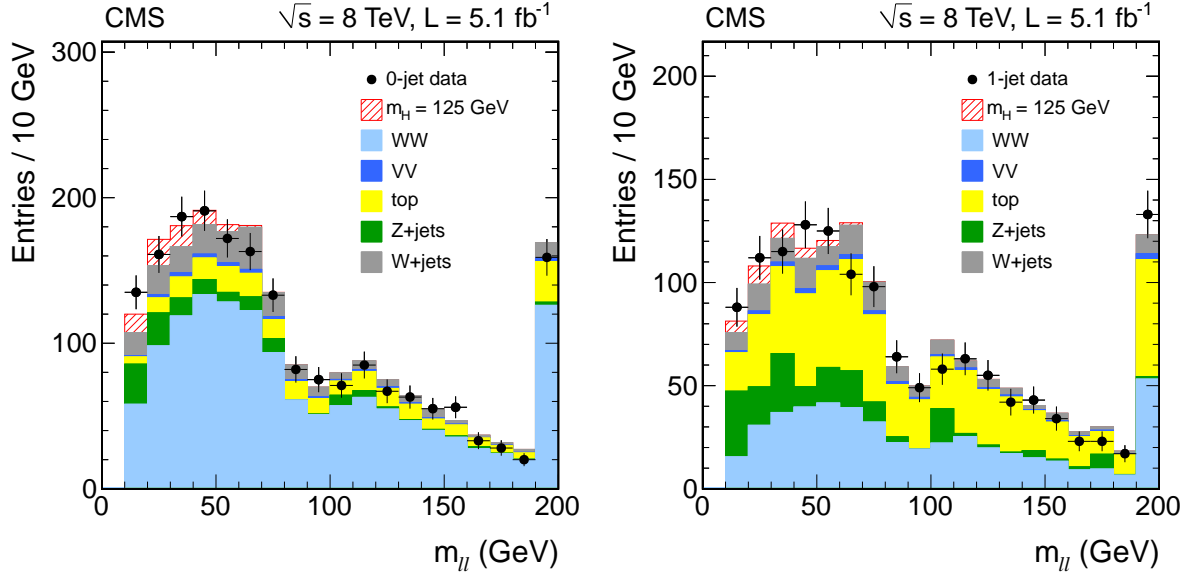 CMS
√s = 8 TeV, L = 5.1 fb⁻¹
Entries / 10 GeV
300
200
100
0
0-jet data
m_H = 125 GeV
WW
VV
top
Z+jets
W+jets
0 50 100 150 200
m_ll (GeV)
CMS
√s = 8 TeV, L = 5.1 fb⁻¹
Entries / 10 GeV
200
150
100
50
0
1-jet data
m_H = 125 GeV
WW
VV
top
Z+jets
W+jets
0 50 100 150 200
m_ll (GeV)